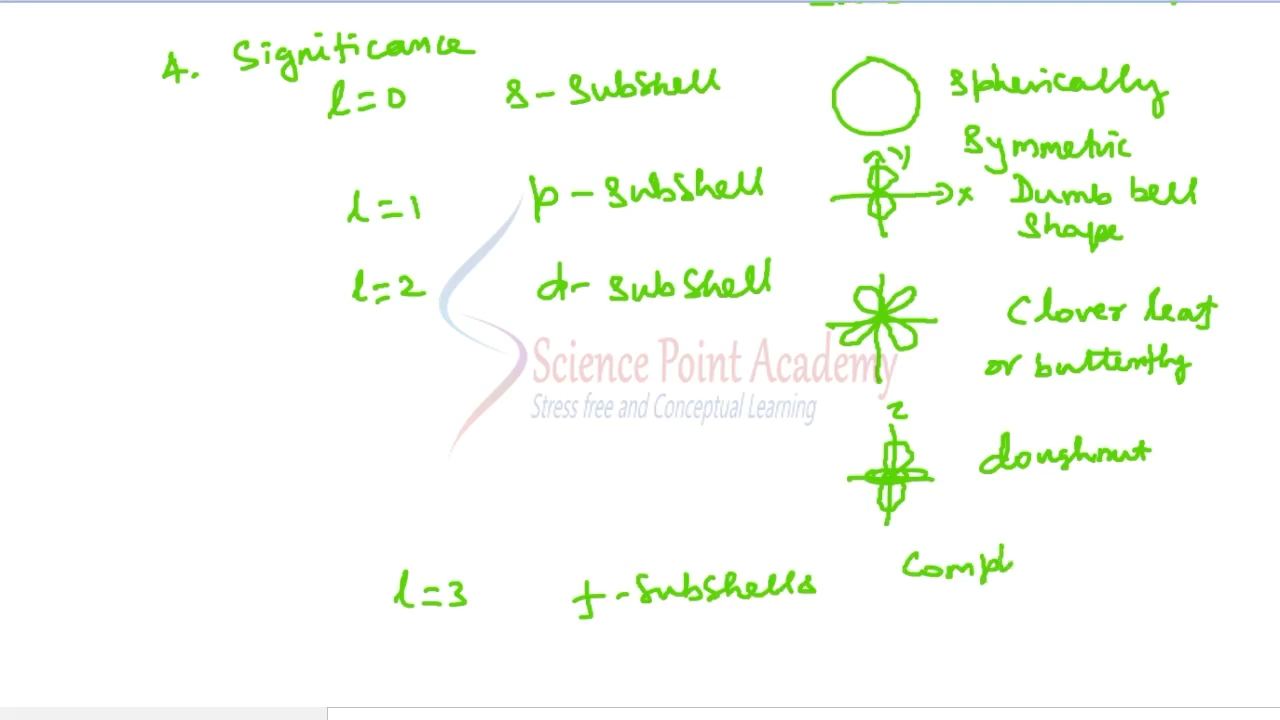 4. Significance
l=0 s-subshell Spherically
Symmetric
l=1 p-subshell y x Dumb bell
Shape
l=2 d-subshell Clover leaf
or butterfly
Science Point Academy
Stress free and Conceptual Learning
z
doughnut
l=3 f-subshells Compl